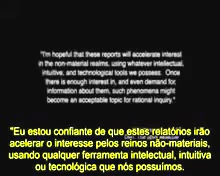 "I'm hopeful that these reports will accelerate interest
in the non-material realms, using whatever intellectual,
intuitive, and technological tools we possess. Once
there is enough interest in, and even demand for,
information about them, such phenomena might
become an acceptable topic for rational inquiry."
"Eu estou confiante de que estes relatórios irão
acelerar o interesse pelos reinos não-materiais,
usando qualquer ferramenta intelectual, intuitiva
ou tecnológica que nós possuímos.